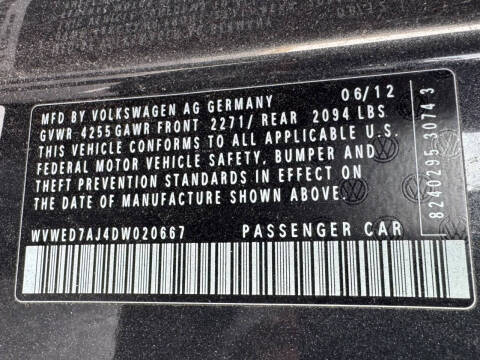 MFD BY VOLKSWAGEN AG GERMANY 06/12
GVWR 4255 GAWR FRONT 2271/ REAR 2094 LBS
THIS VEHICLE CONFORMS TO ALL APPLICABLE U.S.
FEDERAL MOTOR VEHICLE SAFETY, BUMPER AND
THEFT PREVENTION STANDARDS IN EFFECT ON
THE DATE OF MANUFACTURE SHOWN ABOVE.
WVWED7AJ4DW020667 PASSENGER CAR
8240295 3074 3